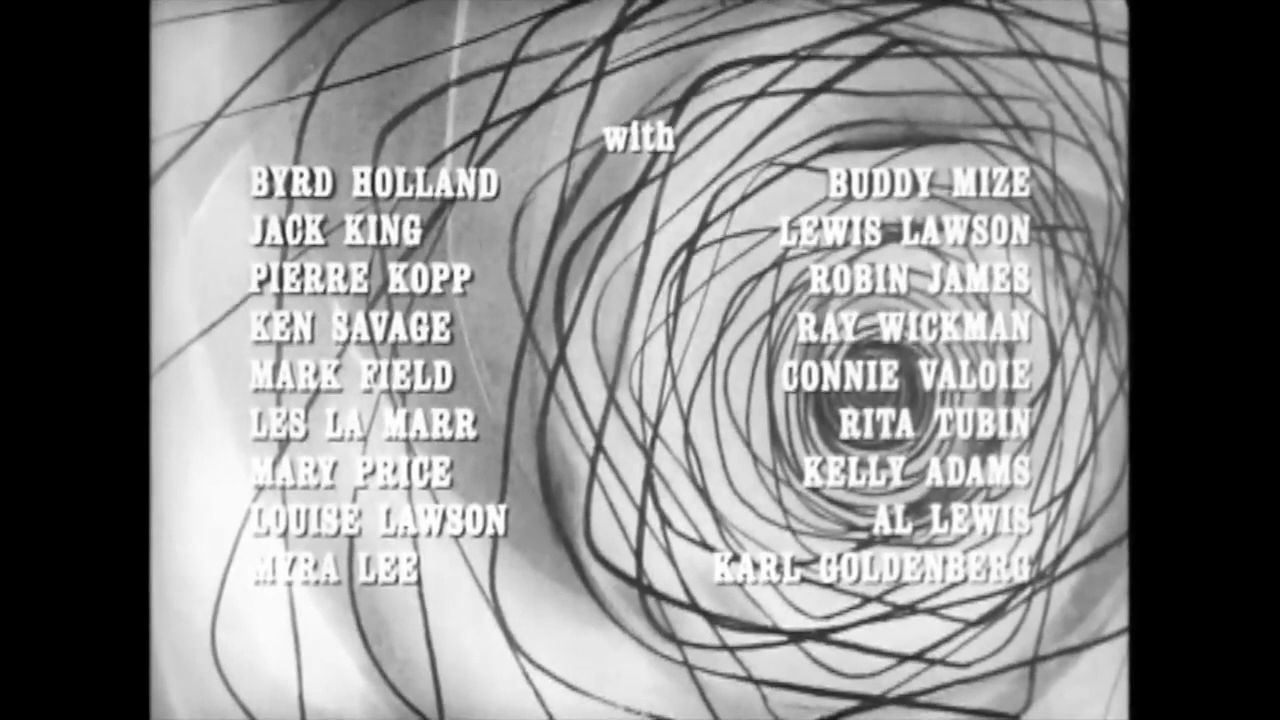 with
BYRD HOLLAND BUDDY MIZE
JACK KING LEWIS LAWSON
PIERRE KOPP ROBIN JAMES
KEN SAVAGE RAY WICKMAN
MARK FIELD CONNIE VALOIE
LES LA MARR RITA TUBIN
MARY PRICE KELLY ADAMS
LOUISE LAWSON AL LEWIS
MYRA LEE KARL GOLDENBERG